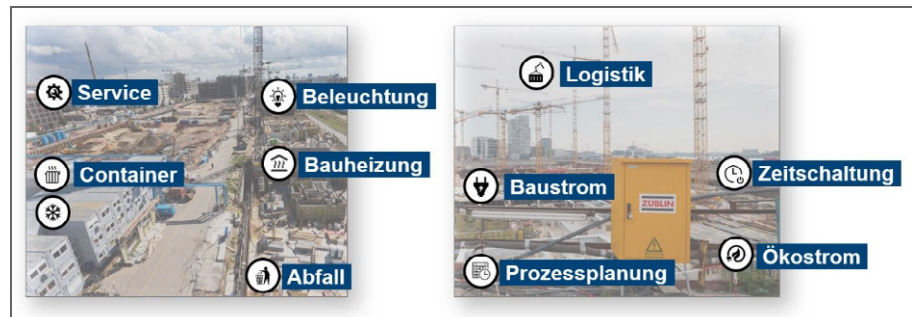 Service
Beleuchtung
Container
Bauheizung
Abfall
Logistik
Baustrom
Zeitschaltung
ZÜBLIN
Prozessplanung
Ökostrom